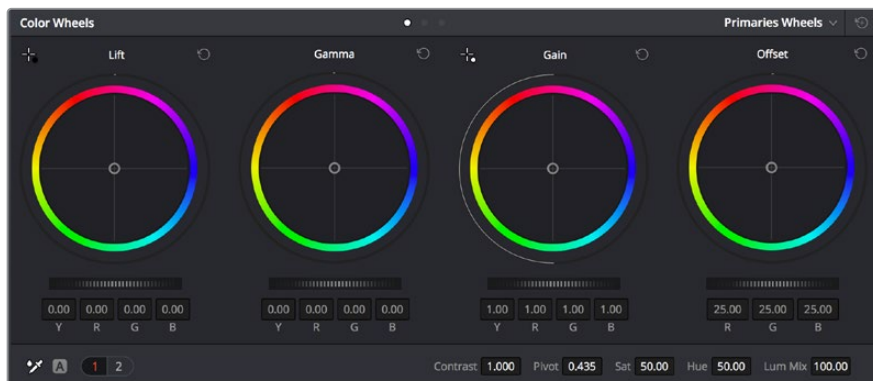 Color Wheels Primaries Wheels
Lift Gamma Gain Offset
0.00 0.00 0.00 0.00 0.00 0.00 0.00 0.00 1.00 1.00 1.00 1.00 25.00 25.00 25.00
Y R G B Y R G B Y R G B R G B
A 1 2 Contrast 1.000 Pivot 0.435 Sat 50.00 Hue 50.00 Lum Mix 100.00